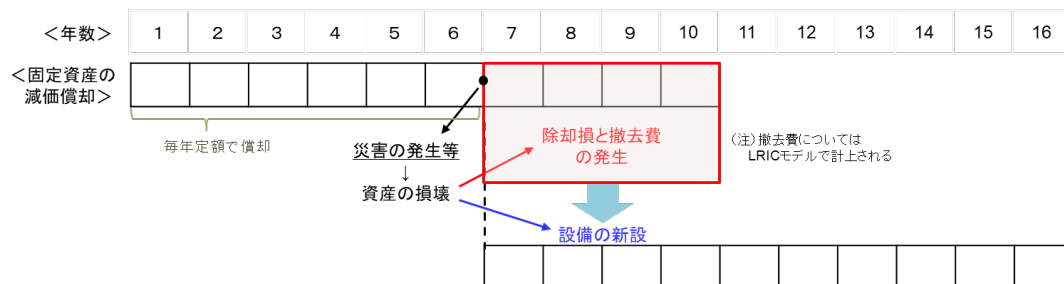 ＜年数＞ 1 2 3 4 5 6 7 8 9 10 11 12 13 14 15 16
＜固定資産の
減価償却＞
毎年定額で償却
災害の発生等
↓
資産の損壊
除却損と撤去費
の発生
（注）撤去費については
LRICモデルで計上される
設備の新設